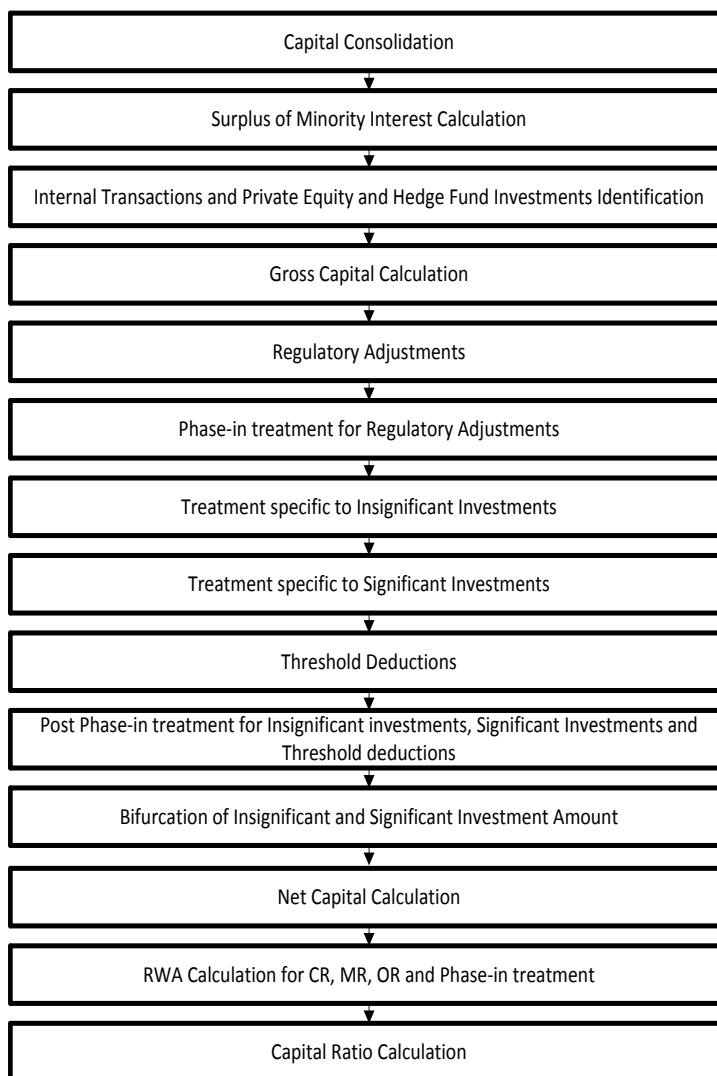 Capital Consolidation
Surplus of Minority Interest Calculation
Internal Transactions and Private Equity and Hedge Fund Investments Identification
Gross Capital Calculation
Regulatory Adjustments
Phase-in treatment for Regulatory Adjustments
Treatment specific to Insignificant Investments
Treatment specific to Significant Investments
Threshold Deductions
Post Phase-in treatment for Insignificant investments, Significant Investments and
Threshold deductions
Bifurcation of Insignificant and Significant Investment Amount
Net Capital Calculation
RWA Calculation for CR, MR, OR and Phase-in treatment
Capital Ratio Calculation